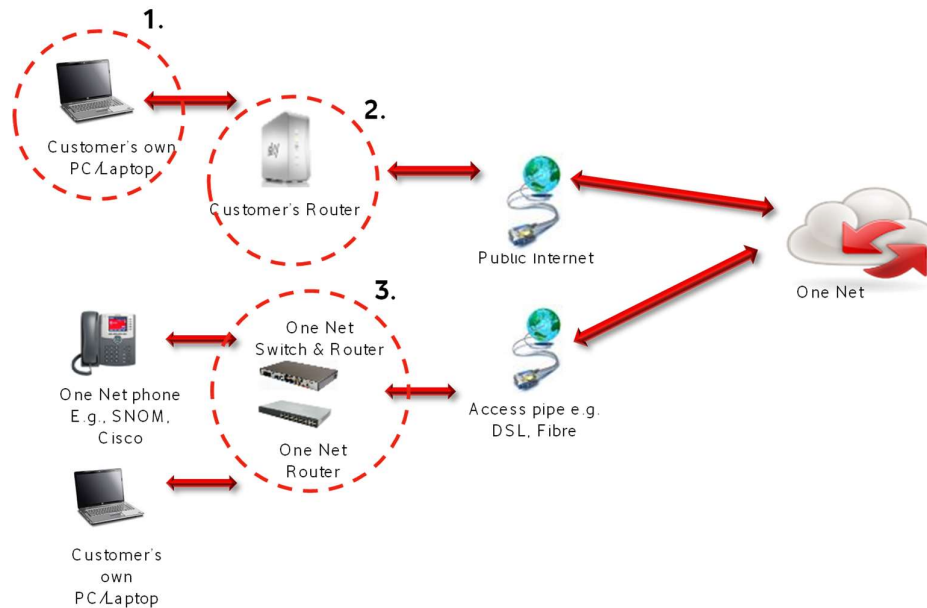 1.
Customer's own
PC/Laptop
2.
Customer's Router
Public Internet
One Net
3.
One Net
Switch & Router
One Net
Router
One Net phone
E.g., SNOM,
Cisco
Access pipe e.g.
DSL, Fibre
Customer's
own
PC/Laptop